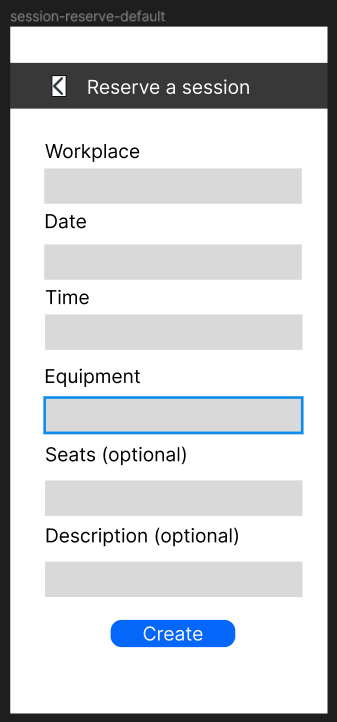 session-reserve-default
Reserve a session
Workplace
Date
Time
Equipment
Seats (optional)
Description (optional)
Create